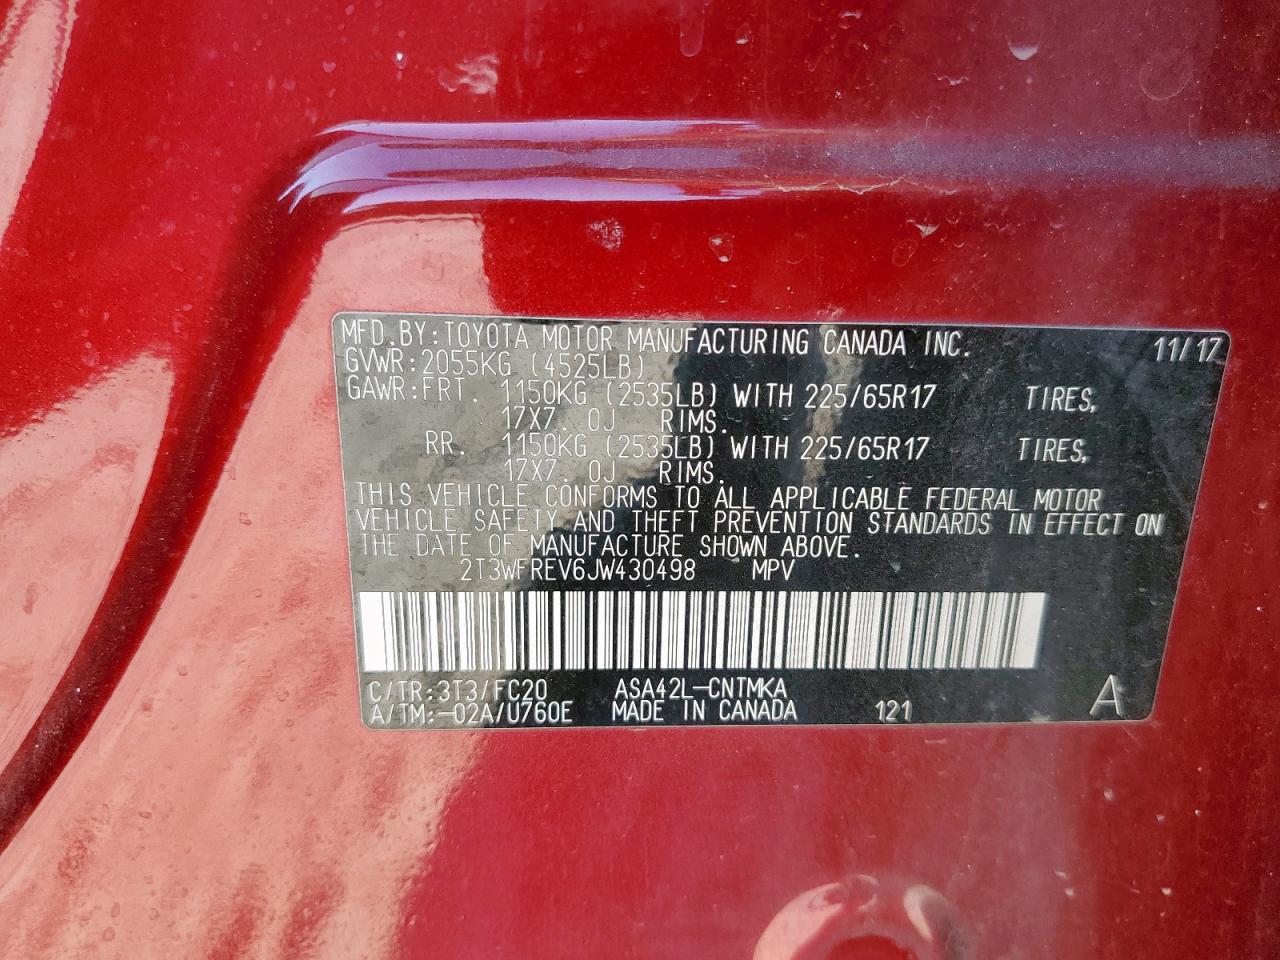 MFD.BY:TOYOTA MOTOR MANUFACTURING CANADA INC. 11/17
GVWR:2055KG (4525LB)
GAWR:FRT. 1150KG (2535LB) WITH 225/65R17 TIRES,
17X7.0J RIMS.
RR. 1150KG (2535LB) WITH 225/65R17 TIRES,
17X7.0J RIMS.
THIS VEHICLE CONFORMS TO ALL APPLICABLE FEDERAL MOTOR
VEHICLE SAFETY AND THEFT PREVENTION STANDARDS IN EFFECT ON
THE DATE OF MANUFACTURE SHOWN ABOVE.
2T3WFREV6JW430498 MPV
C/TR:3T3/FC20 ASA42L-CNTMKA
A/TM:-02A/U760E MADE IN CANADA 121 A